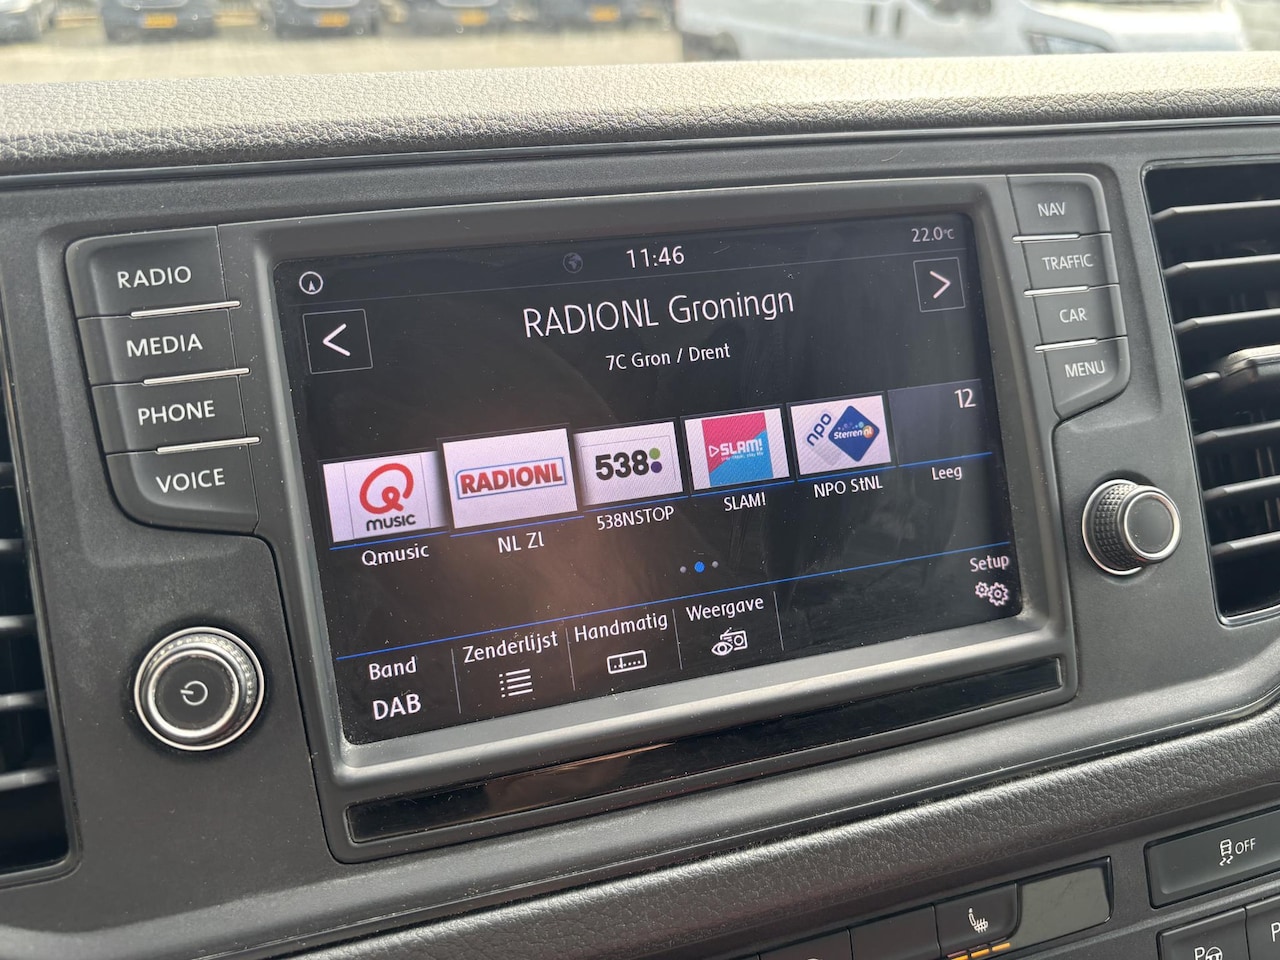 11:46
22.0°C
RADIONL Groningn
7C Gron / Drent
RADIO
MEDIA
PHONE
VOICE
NAV
TRAFFIC
CAR
MENU
Q
MUSIC
RADIONL
538
SLAM!
npo
Sterren nl
12
Qmusic
NL ZI
538NSTOP
SLAM!
NPO StNL
Leeg
Band
DAB
Zenderlijst
Handmatig
Weergave
Setup
OFF
P
P